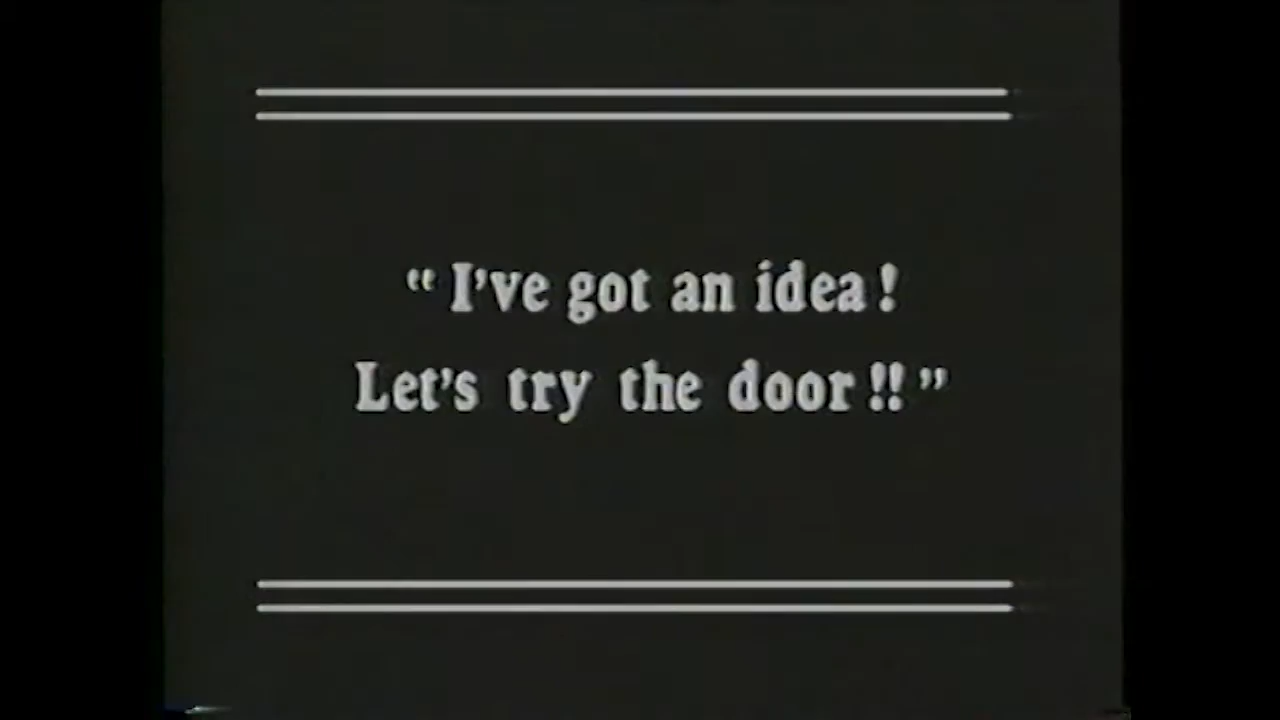 “ I’ve got an idea !
Let’s try the door !! ”